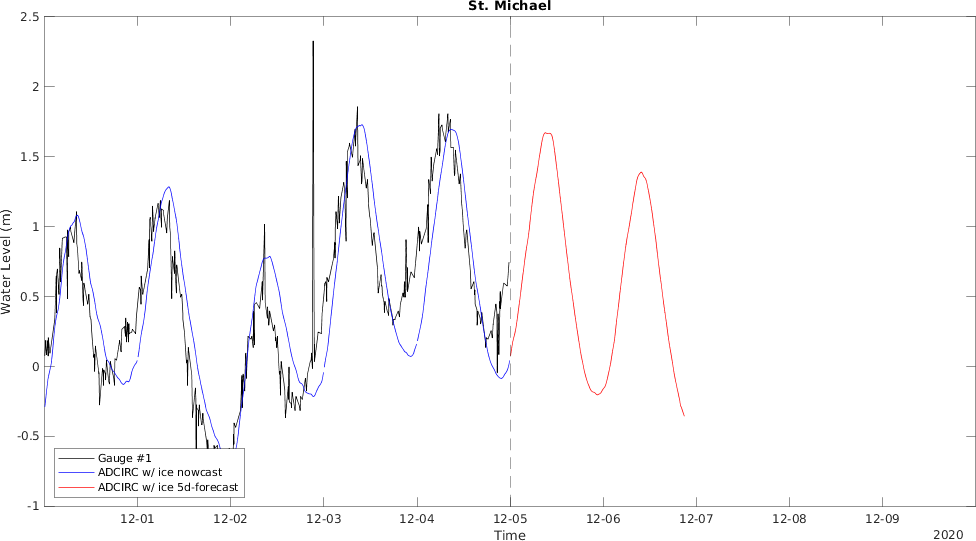 St. Michael
2.5
2
1.5
1
0.5
0
-0.5
-1
Water Level (m)
Gauge #1
ADCIRC w/ ice nowcast
ADCIRC w/ ice 5d-forecast
12-01 12-02 12-03 12-04 12-05 12-06 12-07 12-08 12-09
Time
2020